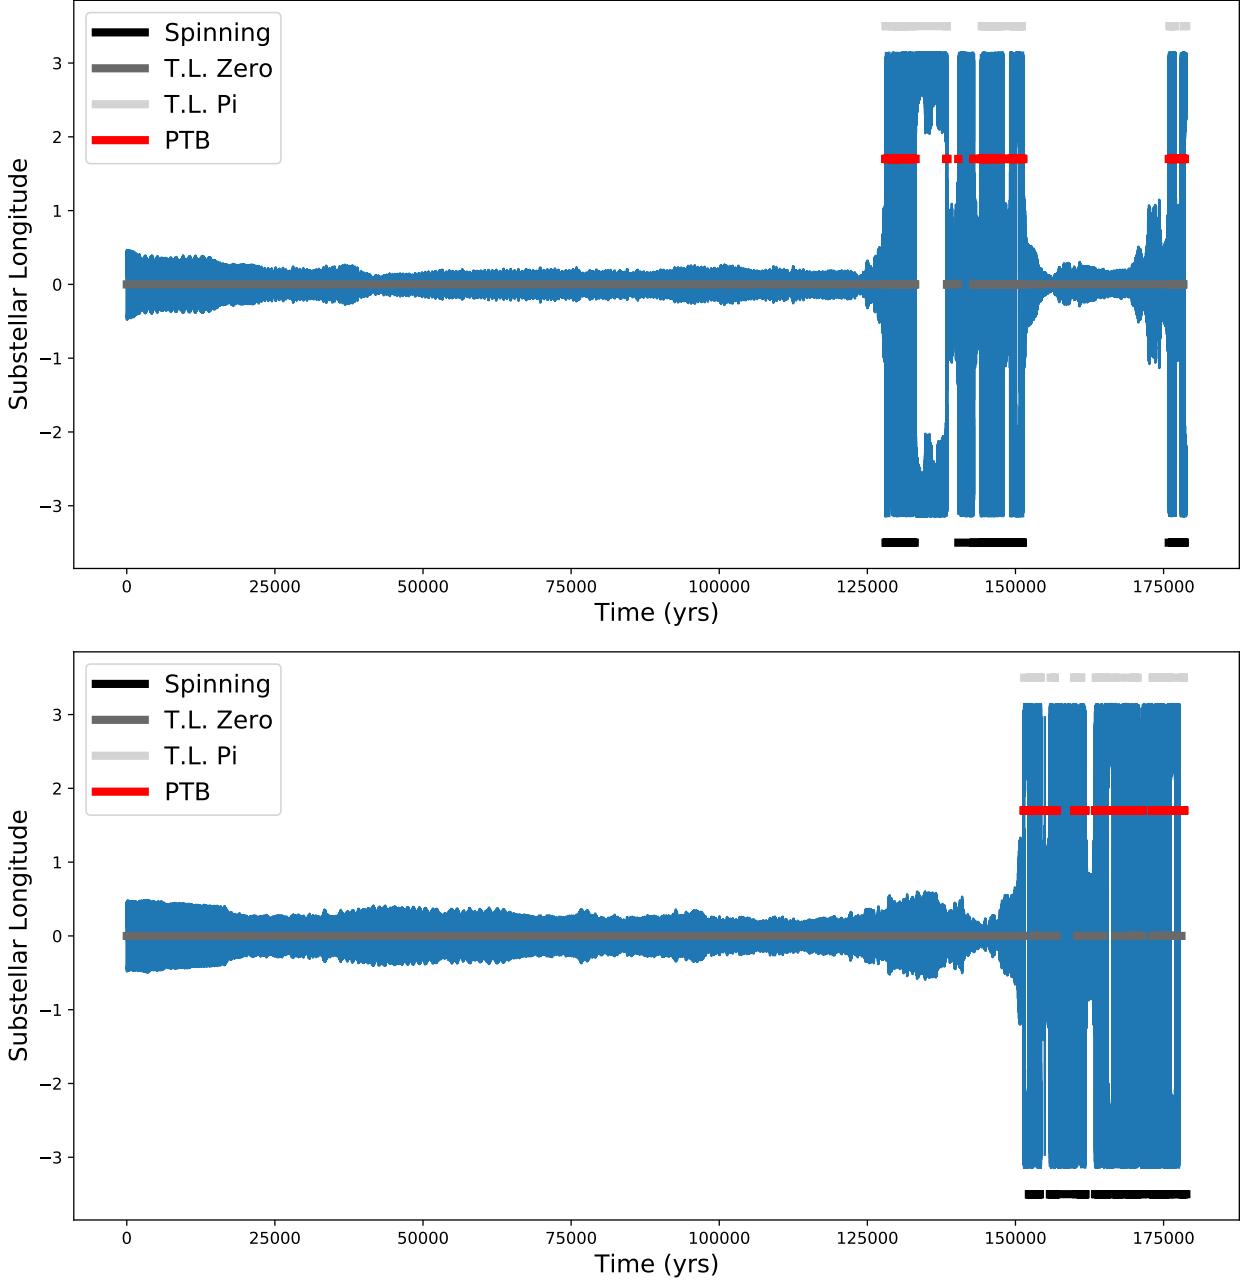 Spinning
T.L. Zero
T.L. Pi
PTB
Substellar Longitude
3
2
1
0
−1
−2
−3
0 25000 50000 75000 100000 125000 150000 175000
Time (yrs)
Spinning
T.L. Zero
T.L. Pi
PTB
Substellar Longitude
3
2
1
0
−1
−2
−3
0 25000 50000 75000 100000 125000 150000 175000
Time (yrs)